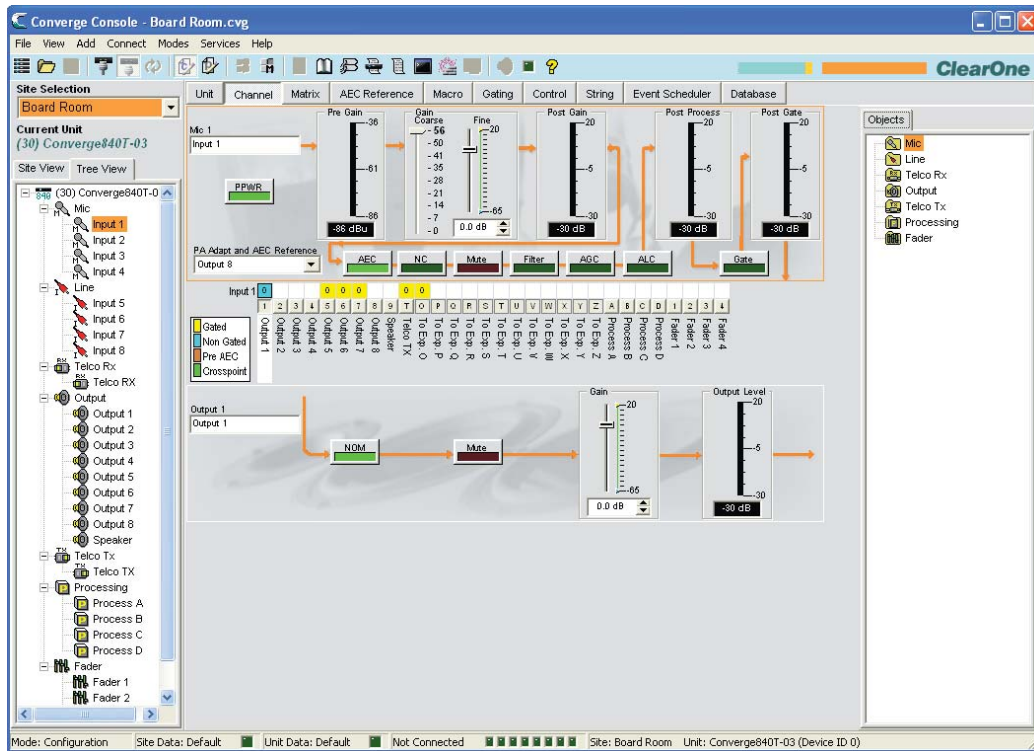 Converge Console - Board Room.cvg
File View Add Connect Modes Services Help
ClearOne
Site Selection
Board Room
Current Unit
(30) Converge840T-03
Site View Tree View
(30) Converge840T-0
Mic
Input 1
Input 2
Input 3
Input 4
Line
Input 5
Input 6
Input 7
Input 8
Telco Rx
Telco RX
Output
Output 1
Output 2
Output 3
Output 4
Output 5
Output 6
Output 7
Output 8
Speaker
Telco Tx
Telco TX
Processing
Process A
Process B
Process C
Process D
Fader
Fader 1
Fader 2
Unit Channel Matrix AEC Reference Macro Gating Control String Event Scheduler Database
Mic 1
Input 1
PPWR
Pre Gain
-36
-61
-86
-86 dBu
Gain
Coarse Fine
- 56
- 50
- 41
- 35
- 28
- 21
- 14
- 7
- 0
20
-65
0.0 dB
Post Gain
20
-5
-30
-30 dB
Post Process
20
-5
-30
-30 dB
Post Gate
20
-5
-30
-30 dB
PA Adapt and AEC Reference
Output 8
AEC NC Mute Filter AGC ALC Gate
Input 1 0 0 0 0 0 0
1 2 3 4 5 6 7 8 9 T O P Q R S T U V W X Y Z A B C D 1 2 3 4
Output 1
Output 2
Output 3
Output 4
Output 5
Output 6
Output 7
Output 8
Speaker
Telco TX
To Exp. O
To Exp. P
To Exp. Q
To Exp. R
To Exp. S
To Exp. T
To Exp. U
To Exp. V
To Exp. W
To Exp. X
To Exp. Y
To Exp. Z
Process A
Process B
Process C
Process D
Fader 1
Fader 2
Fader 3
Fader 4
Gated
Non Gated
Pre AEC
Crosspoint
Output 1
Output 1
NOM
Mute
Gain
20
-65
0.0 dB
Output Level
20
-5
-30
-30 dB
Objects
Mic
Line
Telco Rx
Output
Telco Tx
Processing
Fader
Mode: Configuration Site Data: Default Unit Data: Default Not Connected Site: Board Room Unit: Converge840T-03 (Device ID 0)